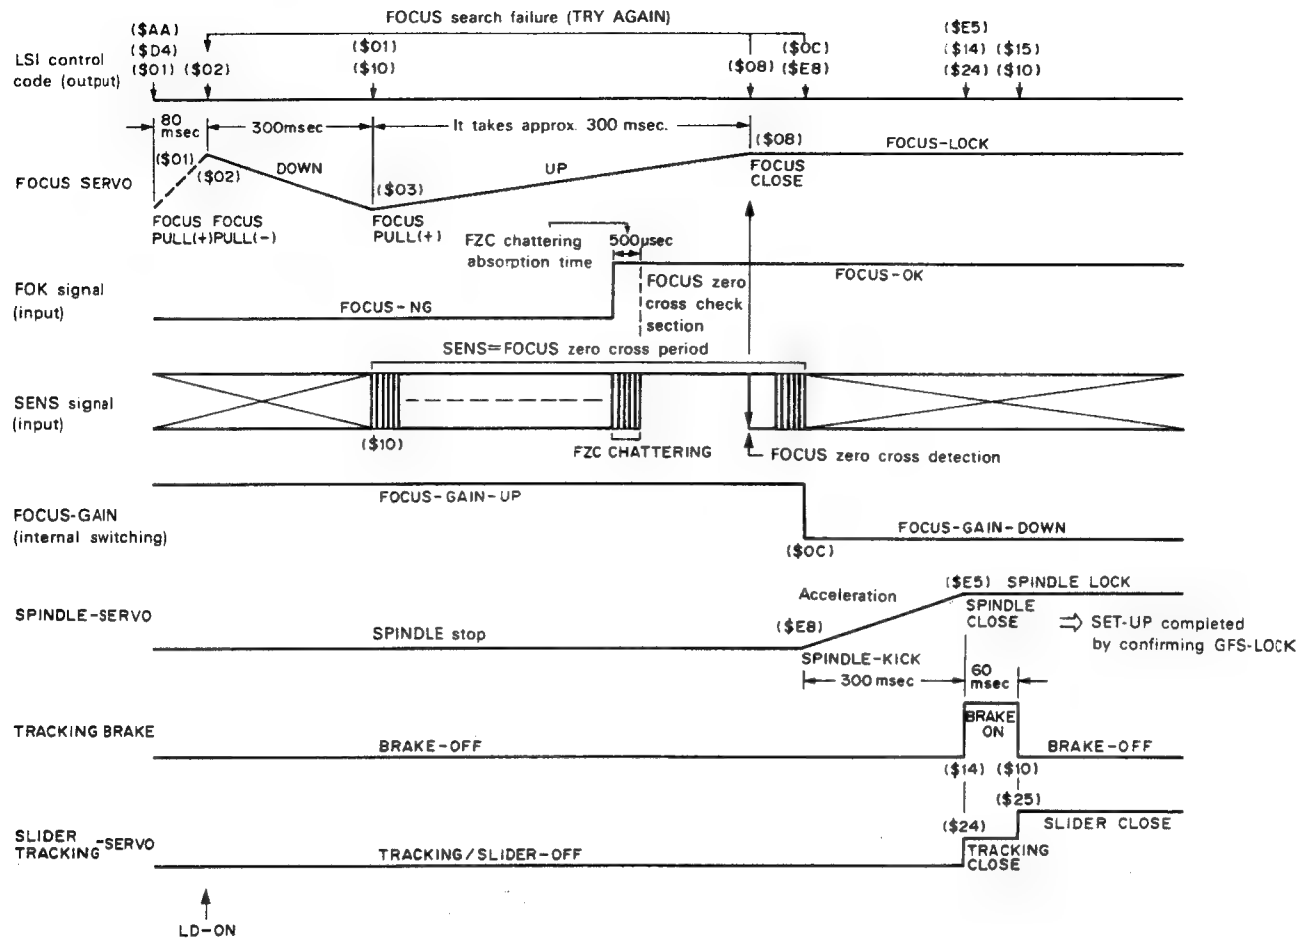 FOCUS search failure (TRY AGAIN)
LSI control
code (output)
($AA)
($D4)
($01)
($02)
($01)
($10)
($08)
($0C)
($E8)
($E5)
($14)
($24)
($15)
($10)
80
msec
300msec
It takes approx. 300 msec.
FOCUS SERVO
($01)
($02)
DOWN
($03)
UP
($08)
FOCUS
CLOSE
FOCUS-LOCK
FOCUS FOCUS
PULL(+)PULL(-)
FOCUS
PULL(+)
FZC chattering
absorption time
500μsec
FOK signal
(input)
FOCUS-NG
FOCUS zero
cross check
section
FOCUS-OK
SENS=FOCUS zero cross period
SENS signal
(input)
($10)
FZC CHATTERING
FOCUS zero cross detection
FOCUS-GAIN
(internal switching)
FOCUS-GAIN-UP
FOCUS-GAIN-DOWN
($0C)
SPINDLE-SERVO
SPINDLE stop
Acceleration
($E8)
SPINDLE-KICK
($E5) SPINDLE LOCK
SPINDLE
CLOSE
⇒ SET-UP completed
by confirming GFS-LOCK
300msec
60
msec
TRACKING BRAKE
BRAKE-OFF
BRAKE
ON
BRAKE-OFF
($14) ($10)
($25)
SLIDER
TRACKING-SERVO
TRACKING/SLIDER-OFF
($24)
TRACKING
CLOSE
SLIDER CLOSE
LD-ON